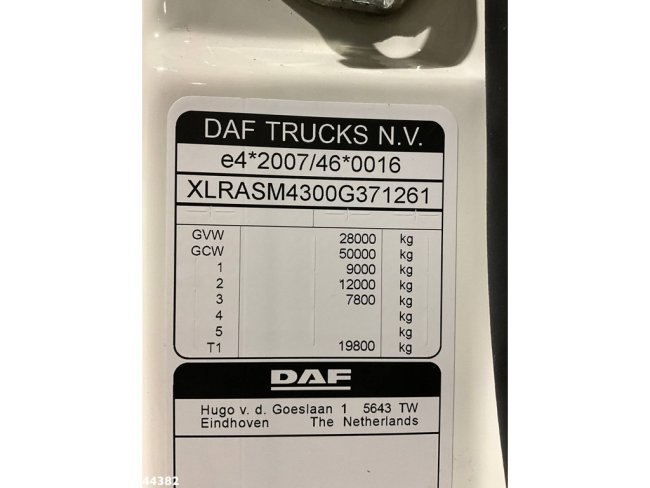 DAF TRUCKS N.V.
e4*2007/46*0016
XLRASM4300G371261
GVW 28000 kg
GCW 50000 kg
1 9000 kg
2 12000 kg
3 7800 kg
4 kg
5 kg
T1 19800 kg
DAF
Hugo v. d. Goeslaan 1 5643 TW
Eindhoven The Netherlands
44382